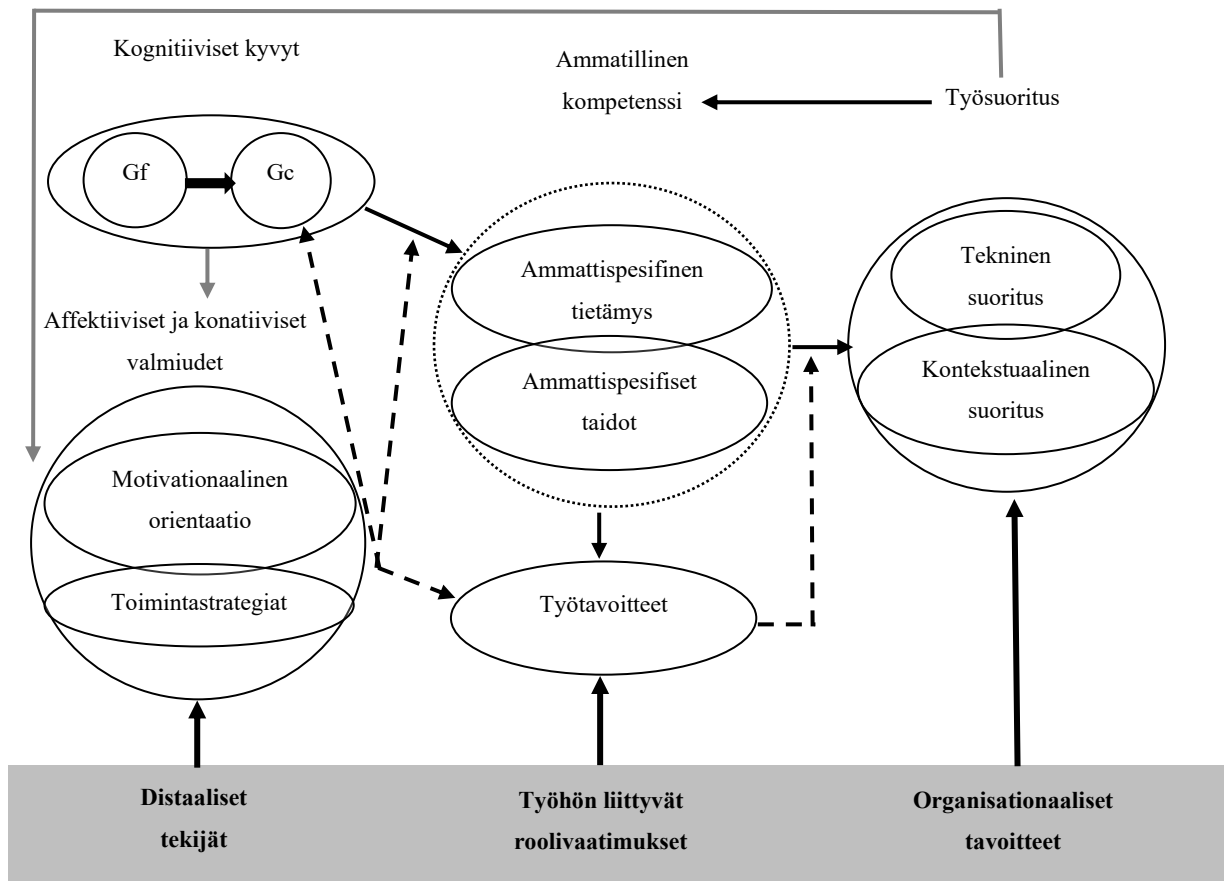 Kognitiiviset kyvyt
Ammatillinen
kompetenssi
Työsuoritus
Gf
Gc
Affektiiviset ja konatiiviset
valmiudet
Ammattispesifinen
tietämys
Ammattispesifiset
taidot
Tekninen
suoritus
Kontekstuaalinen
suoritus
Motivationaalinen
orientaatio
Toimintastrategiat
Työtavoitteet
Distaaliset
tekijät
Työhön liittyvät
roolivaatimukset
Organisationaaliset
tavoitteet